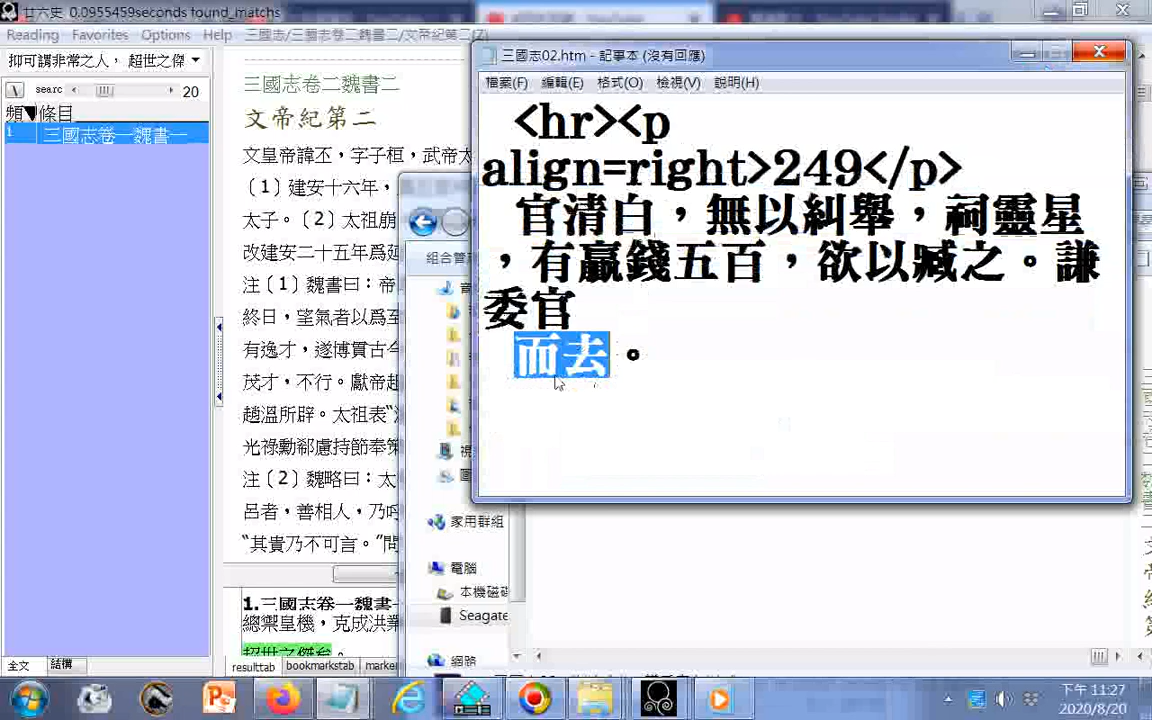 廿六史 0.0955459seconds found_matchs
Reading Favorites Options Help 三國志/三國志卷二魏書二/文帝紀第二(Z)
抑可謂非常之人， 超世之傑
searc 20
頻 條目
1 三國志卷一魏書一
三國志卷二魏書二
文帝紀第二
文皇帝諱丕，字子桓，武帝太
〔1〕建安十六年，
太子。〔2〕太祖崩
改建安二十五年爲延
注〔1〕魏書曰：帝
終日，望氣者以爲至
有逸才，遂博貫古今
茂才，不行。獻帝起
趙溫所辟。太祖表“溫
光祿勳郗慮持節奉策
注〔2〕魏略曰：太
呂者，善相人，乃呼
“其貴乃不可言。”問
1.三國志卷一魏書一
總禦皇機，克成洪業
超世之傑矣。
全文 結構
resulttab bookmarkstab marker
組合管
家用群組
電腦
本機磁碟
Seagate
網路
三國志02.htm - 記事本 (沒有回應)
檔案(F) 編輯(E) 格式(O) 檢視(V) 說明(H)
<hr><p
align=right>249</p>
官清白，無以糾舉，祠靈星
，有贏錢五百，欲以臧之。謙
委官
而去。
下午 11:27
2020/8/20